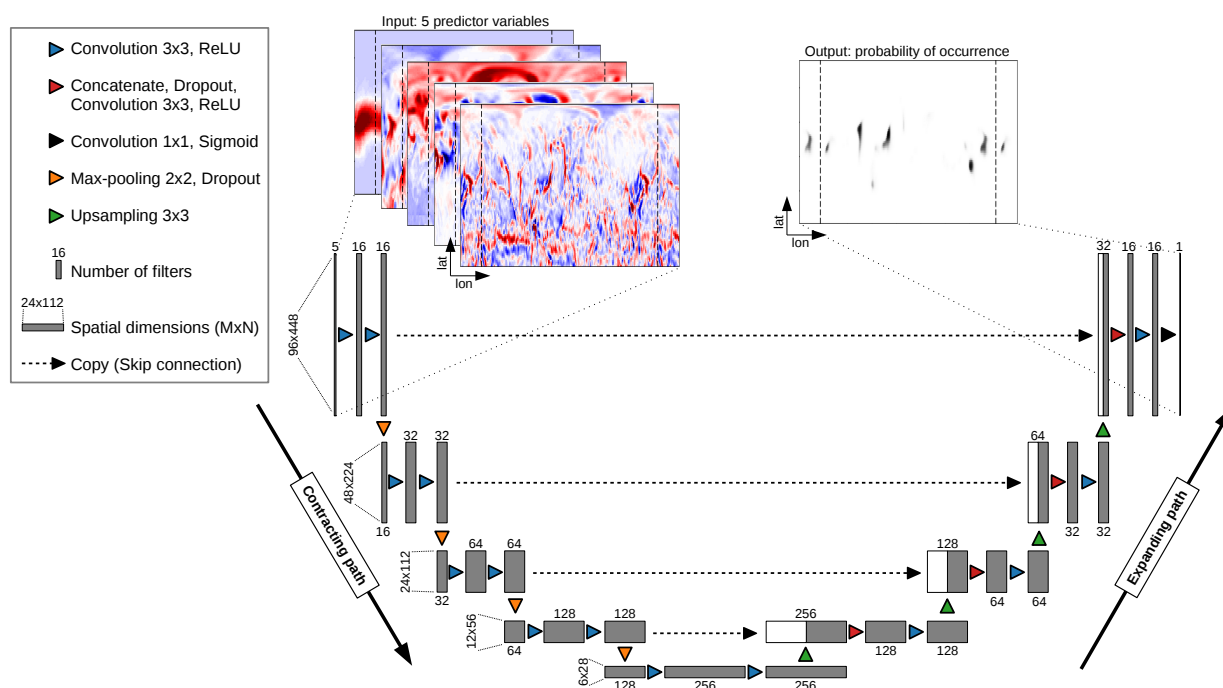 Input: 5 predictor variables
Output: probability of occurrence
Convolution 3x3, ReLU
Concatenate, Dropout,
Convolution 3x3, ReLU
Convolution 1x1, Sigmoid
Max-pooling 2x2, Dropout
Upsampling 3x3
16
Number of filters
24x112
Spatial dimensions (MxN)
Copy (Skip connection)
lat
lon
lat
lon
5 16 16
32 16 16 1
96x448
32 32
64
48x224
16
32 32
Contracting path
Expanding path
64 64
128
24x112
32
64 64
128 128
256
12x56
64
128 128
6x28
128 256 256